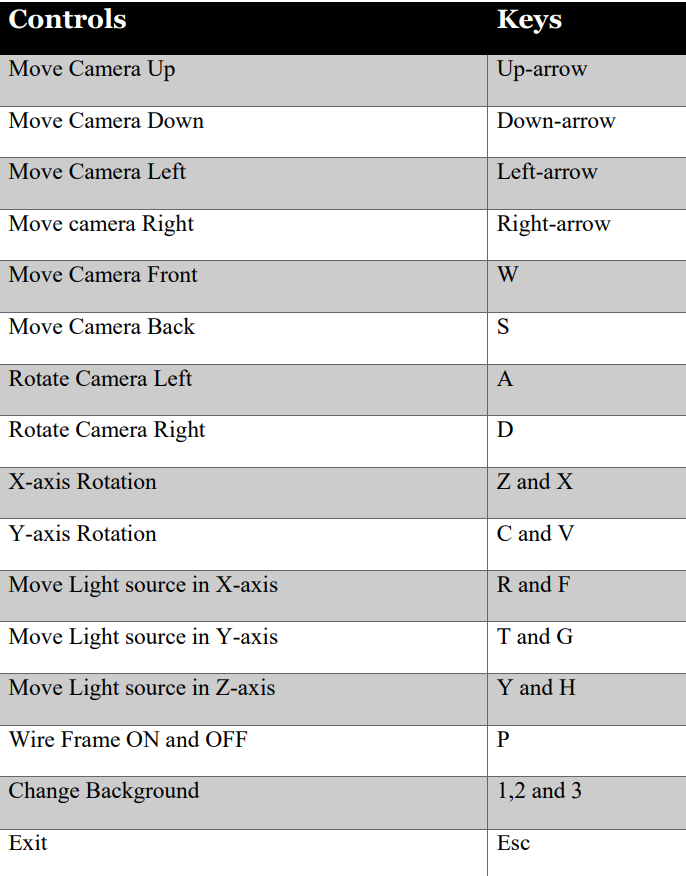 Controls Keys
Move Camera Up Up-arrow
Move Camera Down Down-arrow
Move Camera Left Left-arrow
Move camera Right Right-arrow
Move Camera Front W
Move Camera Back S
Rotate Camera Left A
Rotate Camera Right D
X-axis Rotation Z and X
Y-axis Rotation C and V
Move Light source in X-axis R and F
Move Light source in Y-axis T and G
Move Light source in Z-axis Y and H
Wire Frame ON and OFF P
Change Background 1,2 and 3
Exit Esc